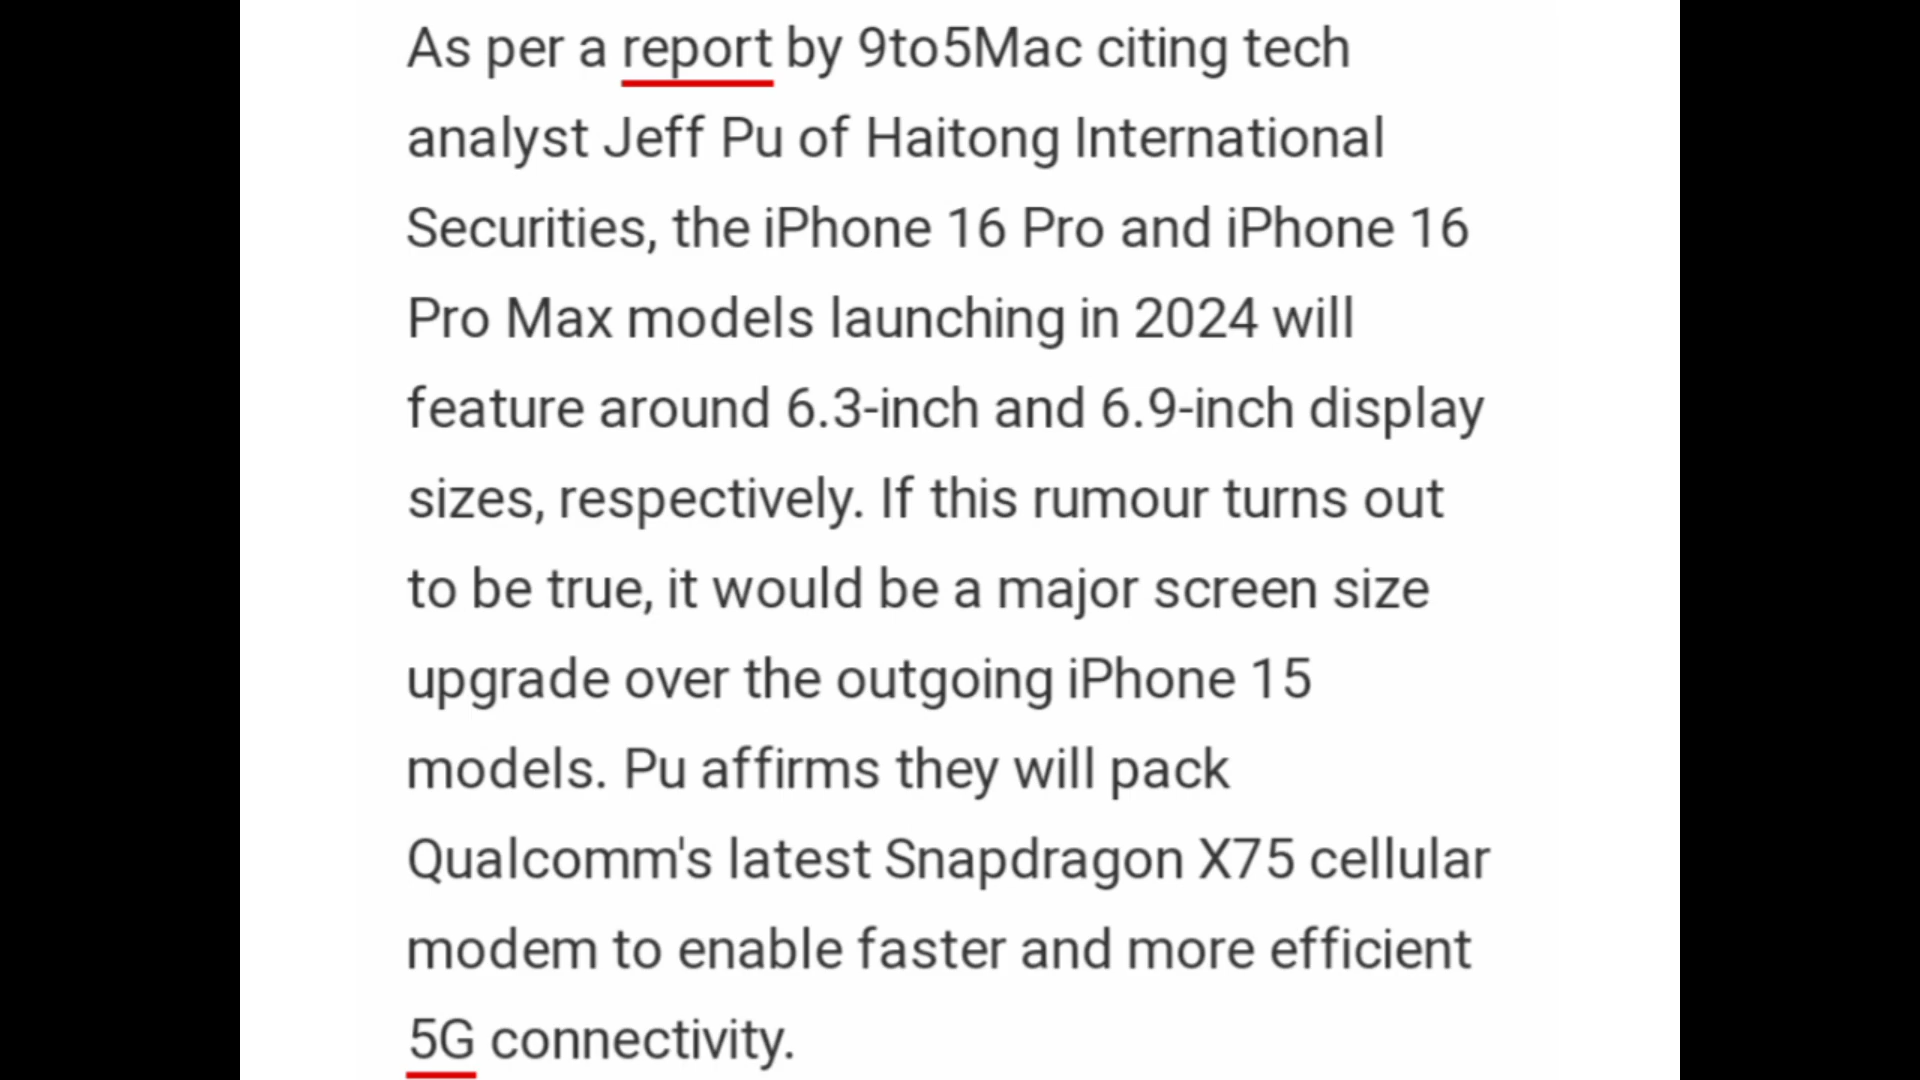 As per a report by 9to5Mac citing tech
analyst Jeff Pu of Haitong International
Securities, the iPhone 16 Pro and iPhone 16
Pro Max models launching in 2024 will
feature around 6.3-inch and 6.9-inch display
sizes, respectively. If this rumour turns out
to be true, it would be a major screen size
upgrade over the outgoing iPhone 15
models. Pu affirms they will pack
Qualcomm's latest Snapdragon X75 cellular
modem to enable faster and more efficient
5G connectivity.